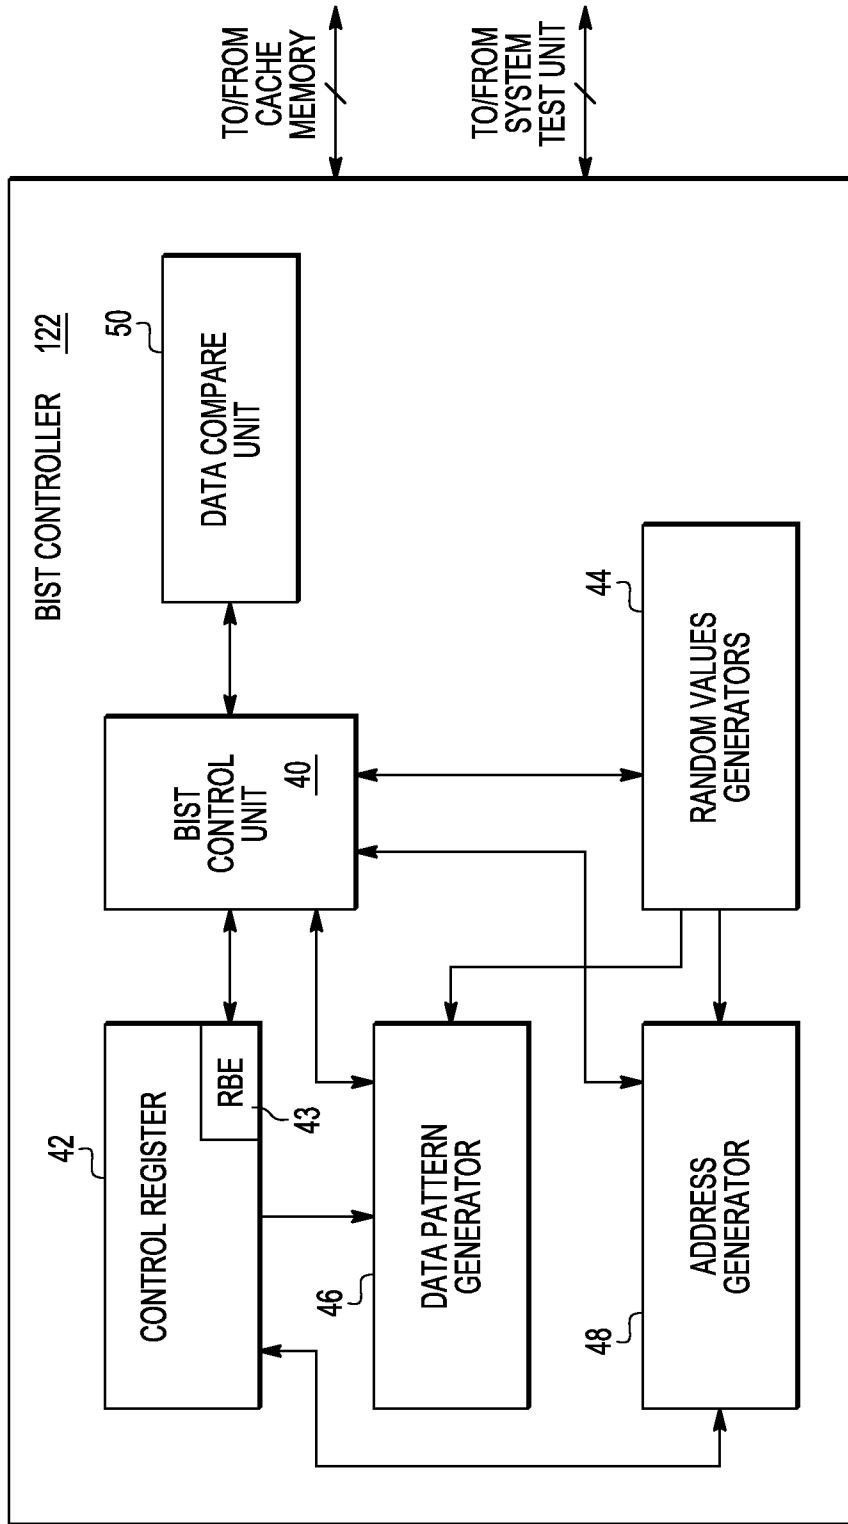 BIST CONTROLLER 122
42
CONTROL REGISTER
RBE
43
BIST
CONTROL
UNIT
40
50
DATA COMPARE
UNIT
TO/FROM
CACHE
MEMORY
46
DATA PATTERN
GENERATOR
TO/FROM
SYSTEM
TEST UNIT
48
ADDRESS
GENERATOR
44
RANDOM VALUES
GENERATORS